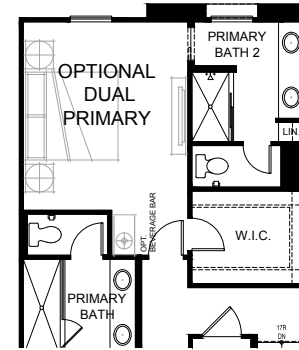 PRIMARY
BATH 2
OPTIONAL
DUAL
PRIMARY
LIN.
OPT.
BEVERAGE BAR
W.I.C.
PRIMARY
BATH
17R
DN